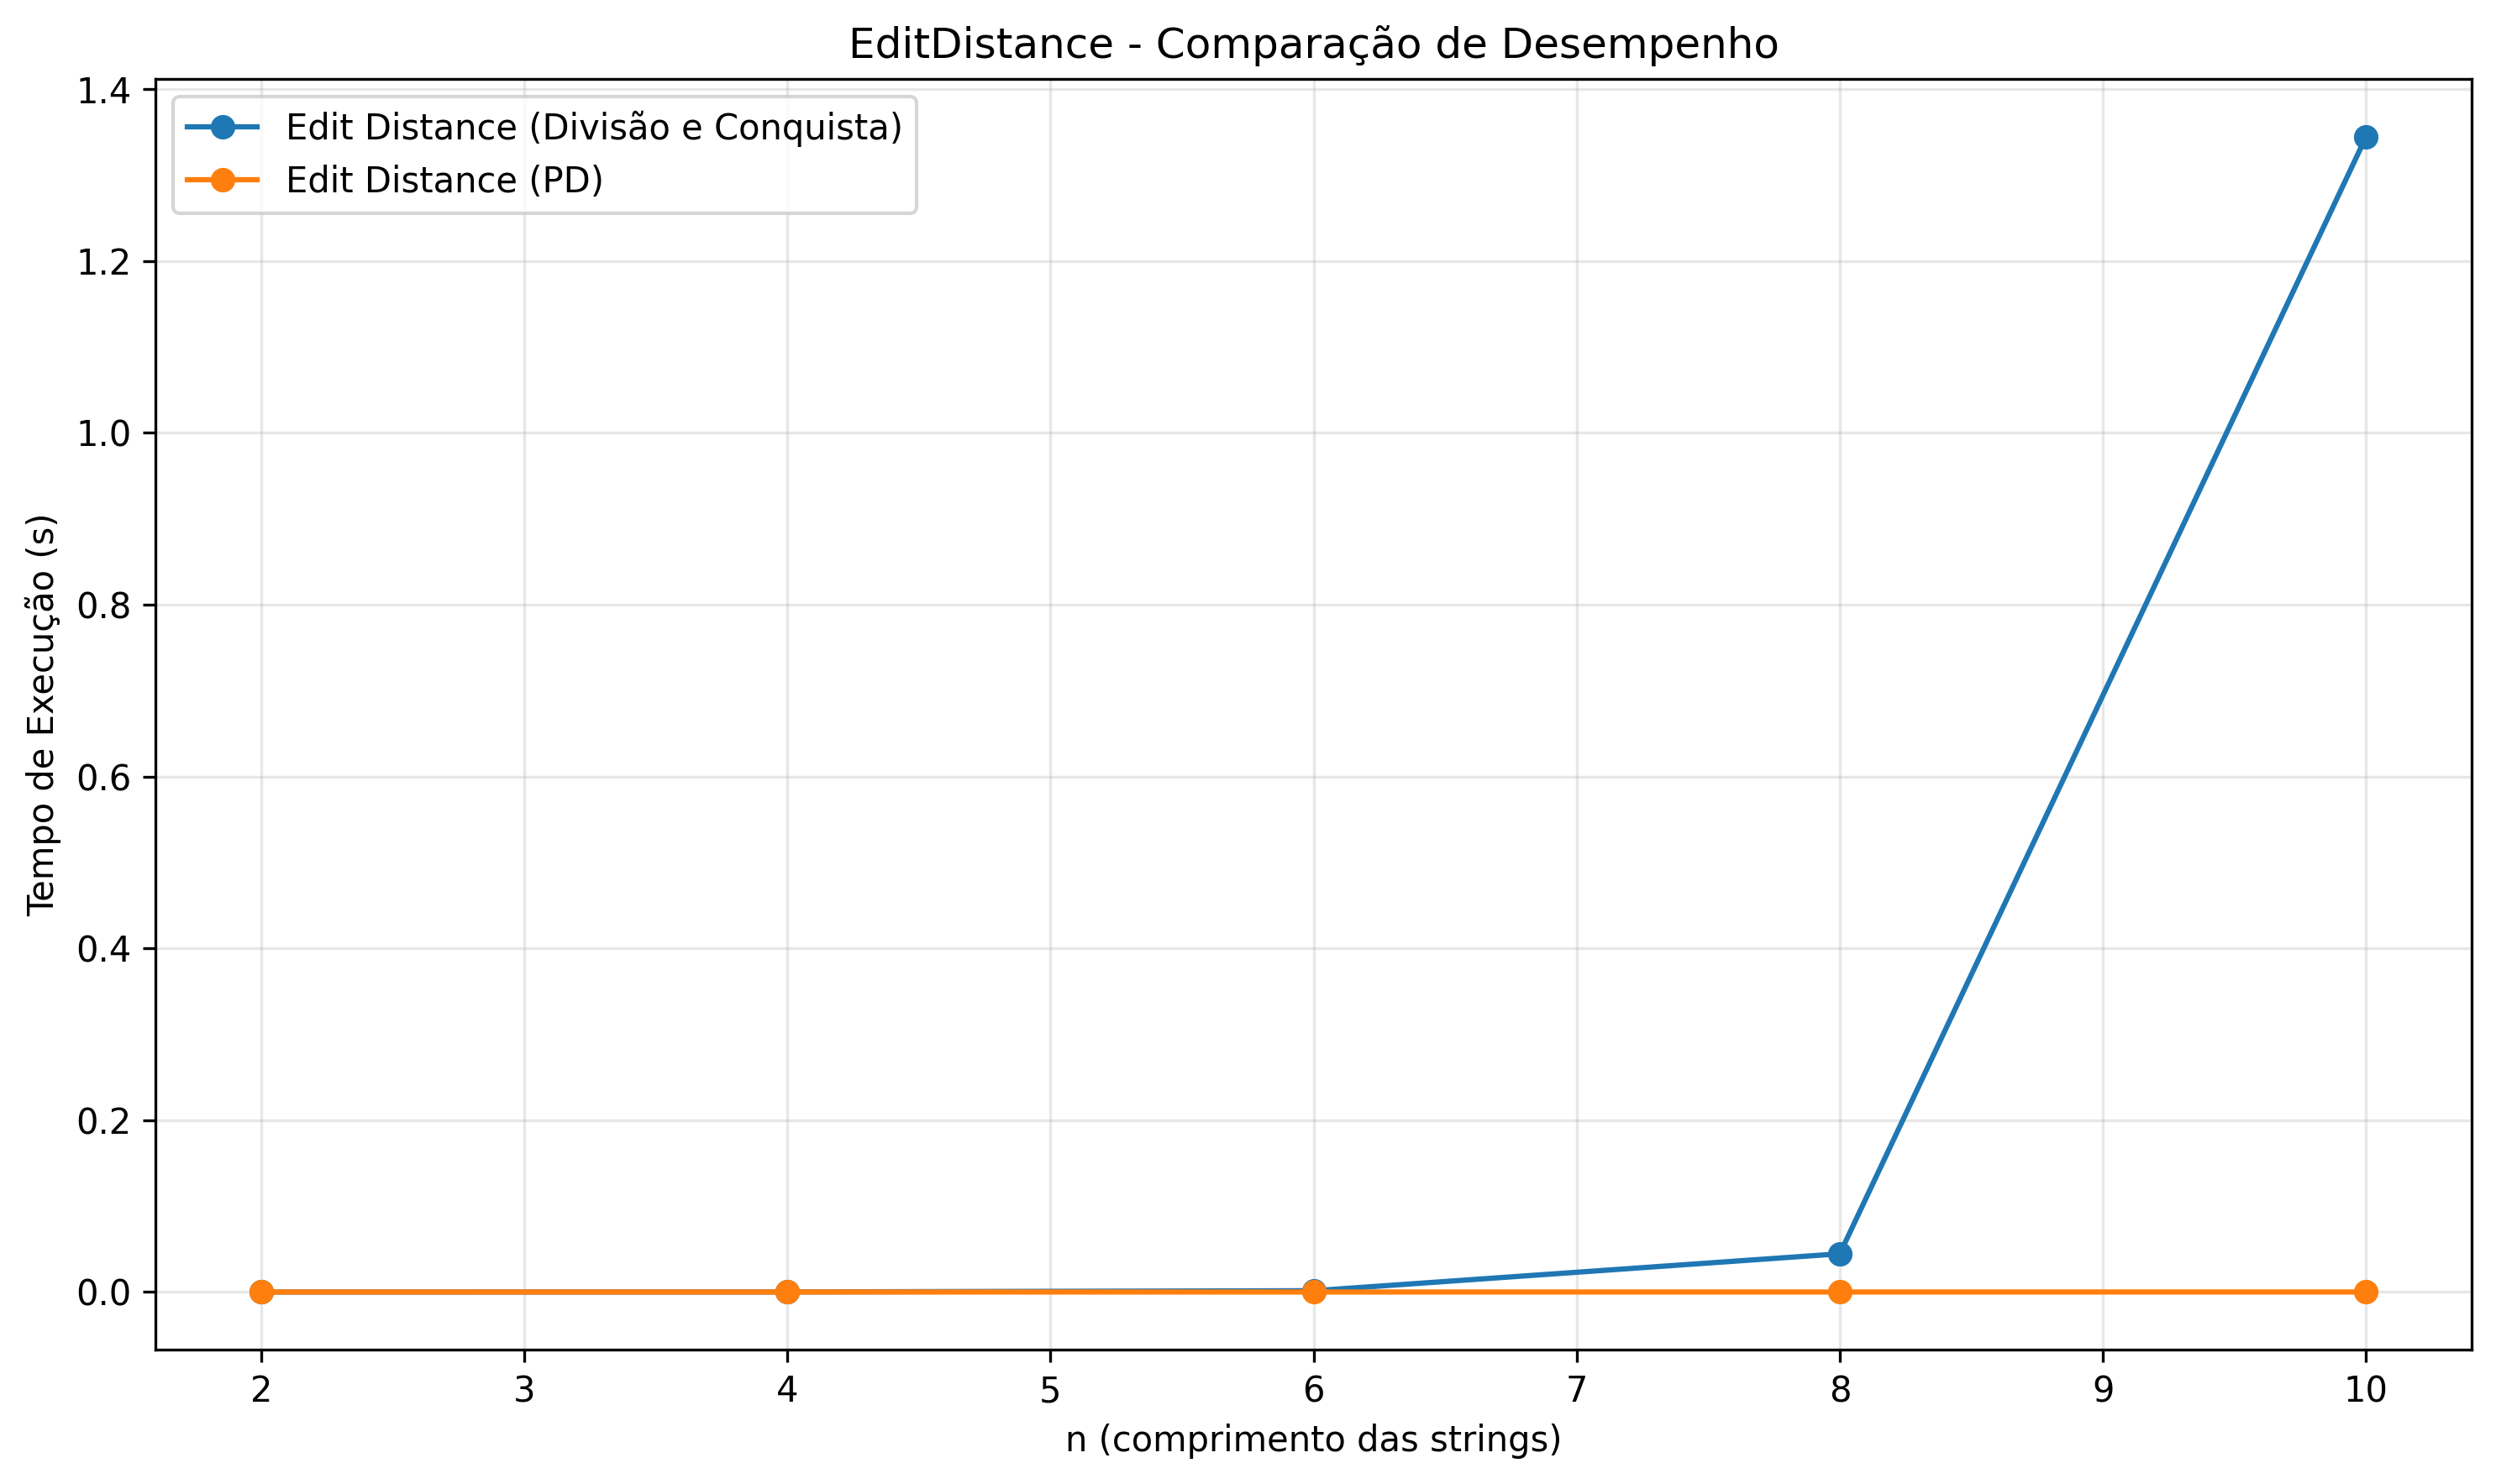 EditDistance - Comparação de Desempenho
Edit Distance (Divisão e Conquista)
Edit Distance (PD)
Tempo de Execução (s)
1.4
1.2
1.0
0.8
0.6
0.4
0.2
0.0
2 3 4 5 6 7 8 9 10
n (comprimento das strings)